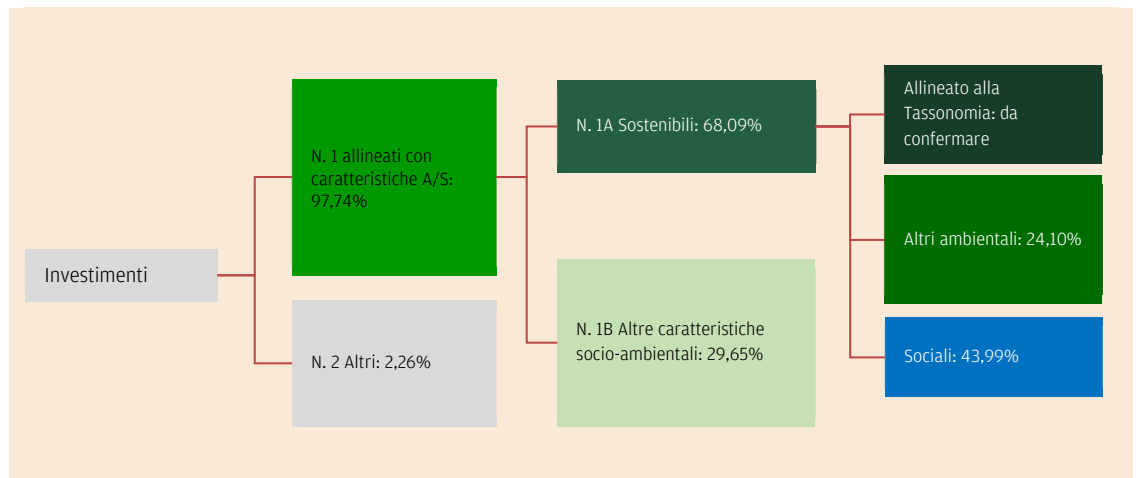 Investimenti
N. 1 allineati con
caratteristiche A/S:
97,74%
N. 2 Altri: 2,26%
N. 1A Sostenibili: 68,09%
N. 1B Altre caratteristiche
socio-ambientali: 29,65%
Allineato alla
Tassonomia: da
confermare
Altri ambientali: 24,10%
Sociali: 43,99%